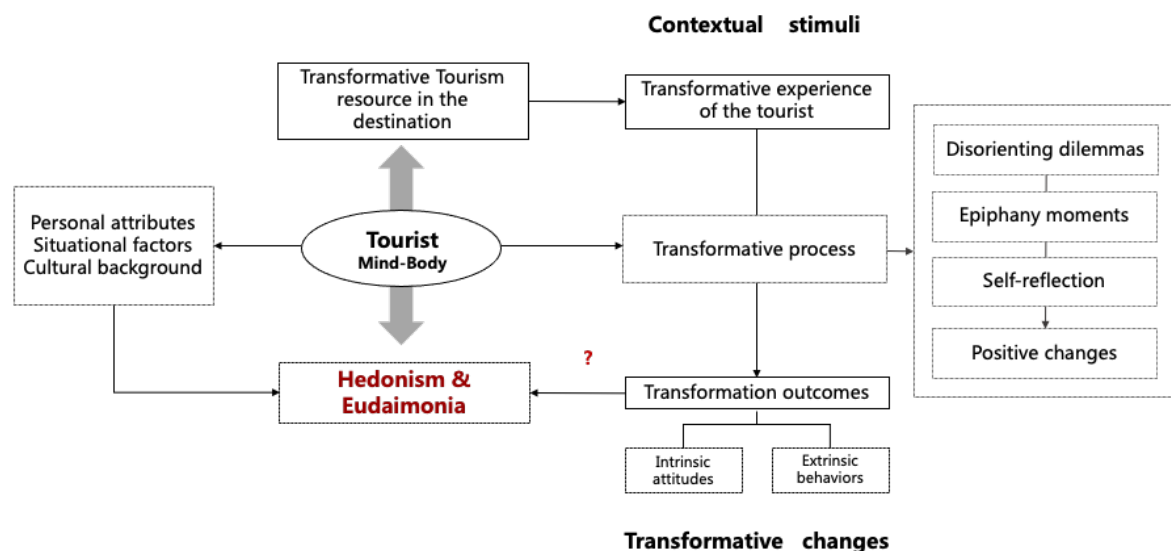 Contextual stimuli
Transformative Tourism
resource in the
destination
Transformative experience
of the tourist
Disorienting dilemmas
Epiphany moments
Self-reflection
Positive changes
Personal attributes
Situational factors
Cultural background
Tourist
Mind-Body
Transformative process
?
Hedonism &
Eudaimonia
Transformation outcomes
Intrinsic
attitudes
Extrinsic
behaviors
Transformative changes